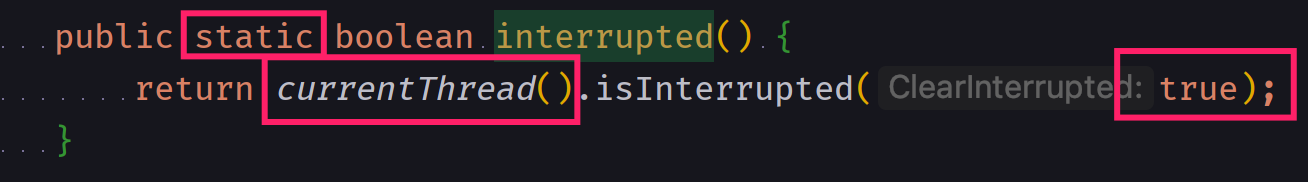 public static boolean interrupted() {
return currentThread().isInterrupted( ClearInterrupted: true);
}